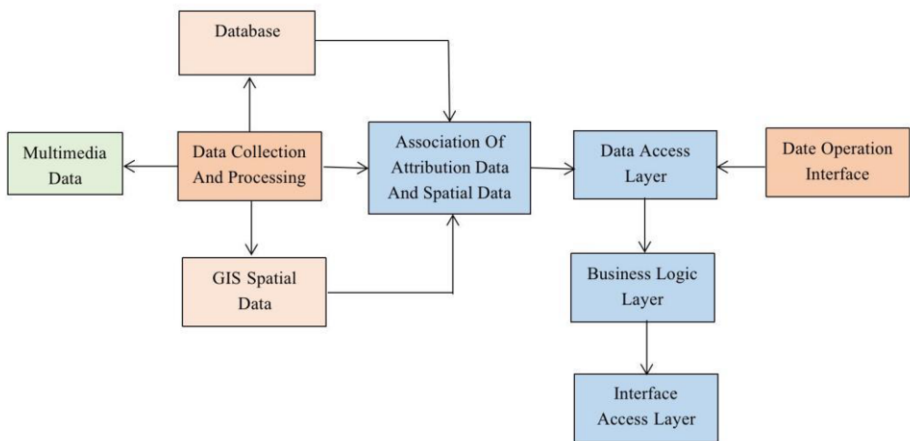 Database
Multimedia
Data
Data Collection
And Processing
Association Of
Attribution Data
And Spatial Data
Data Access
Layer
Date Operation
Interface
GIS Spatial
Data
Business Logic
Layer
Interface
Access Layer